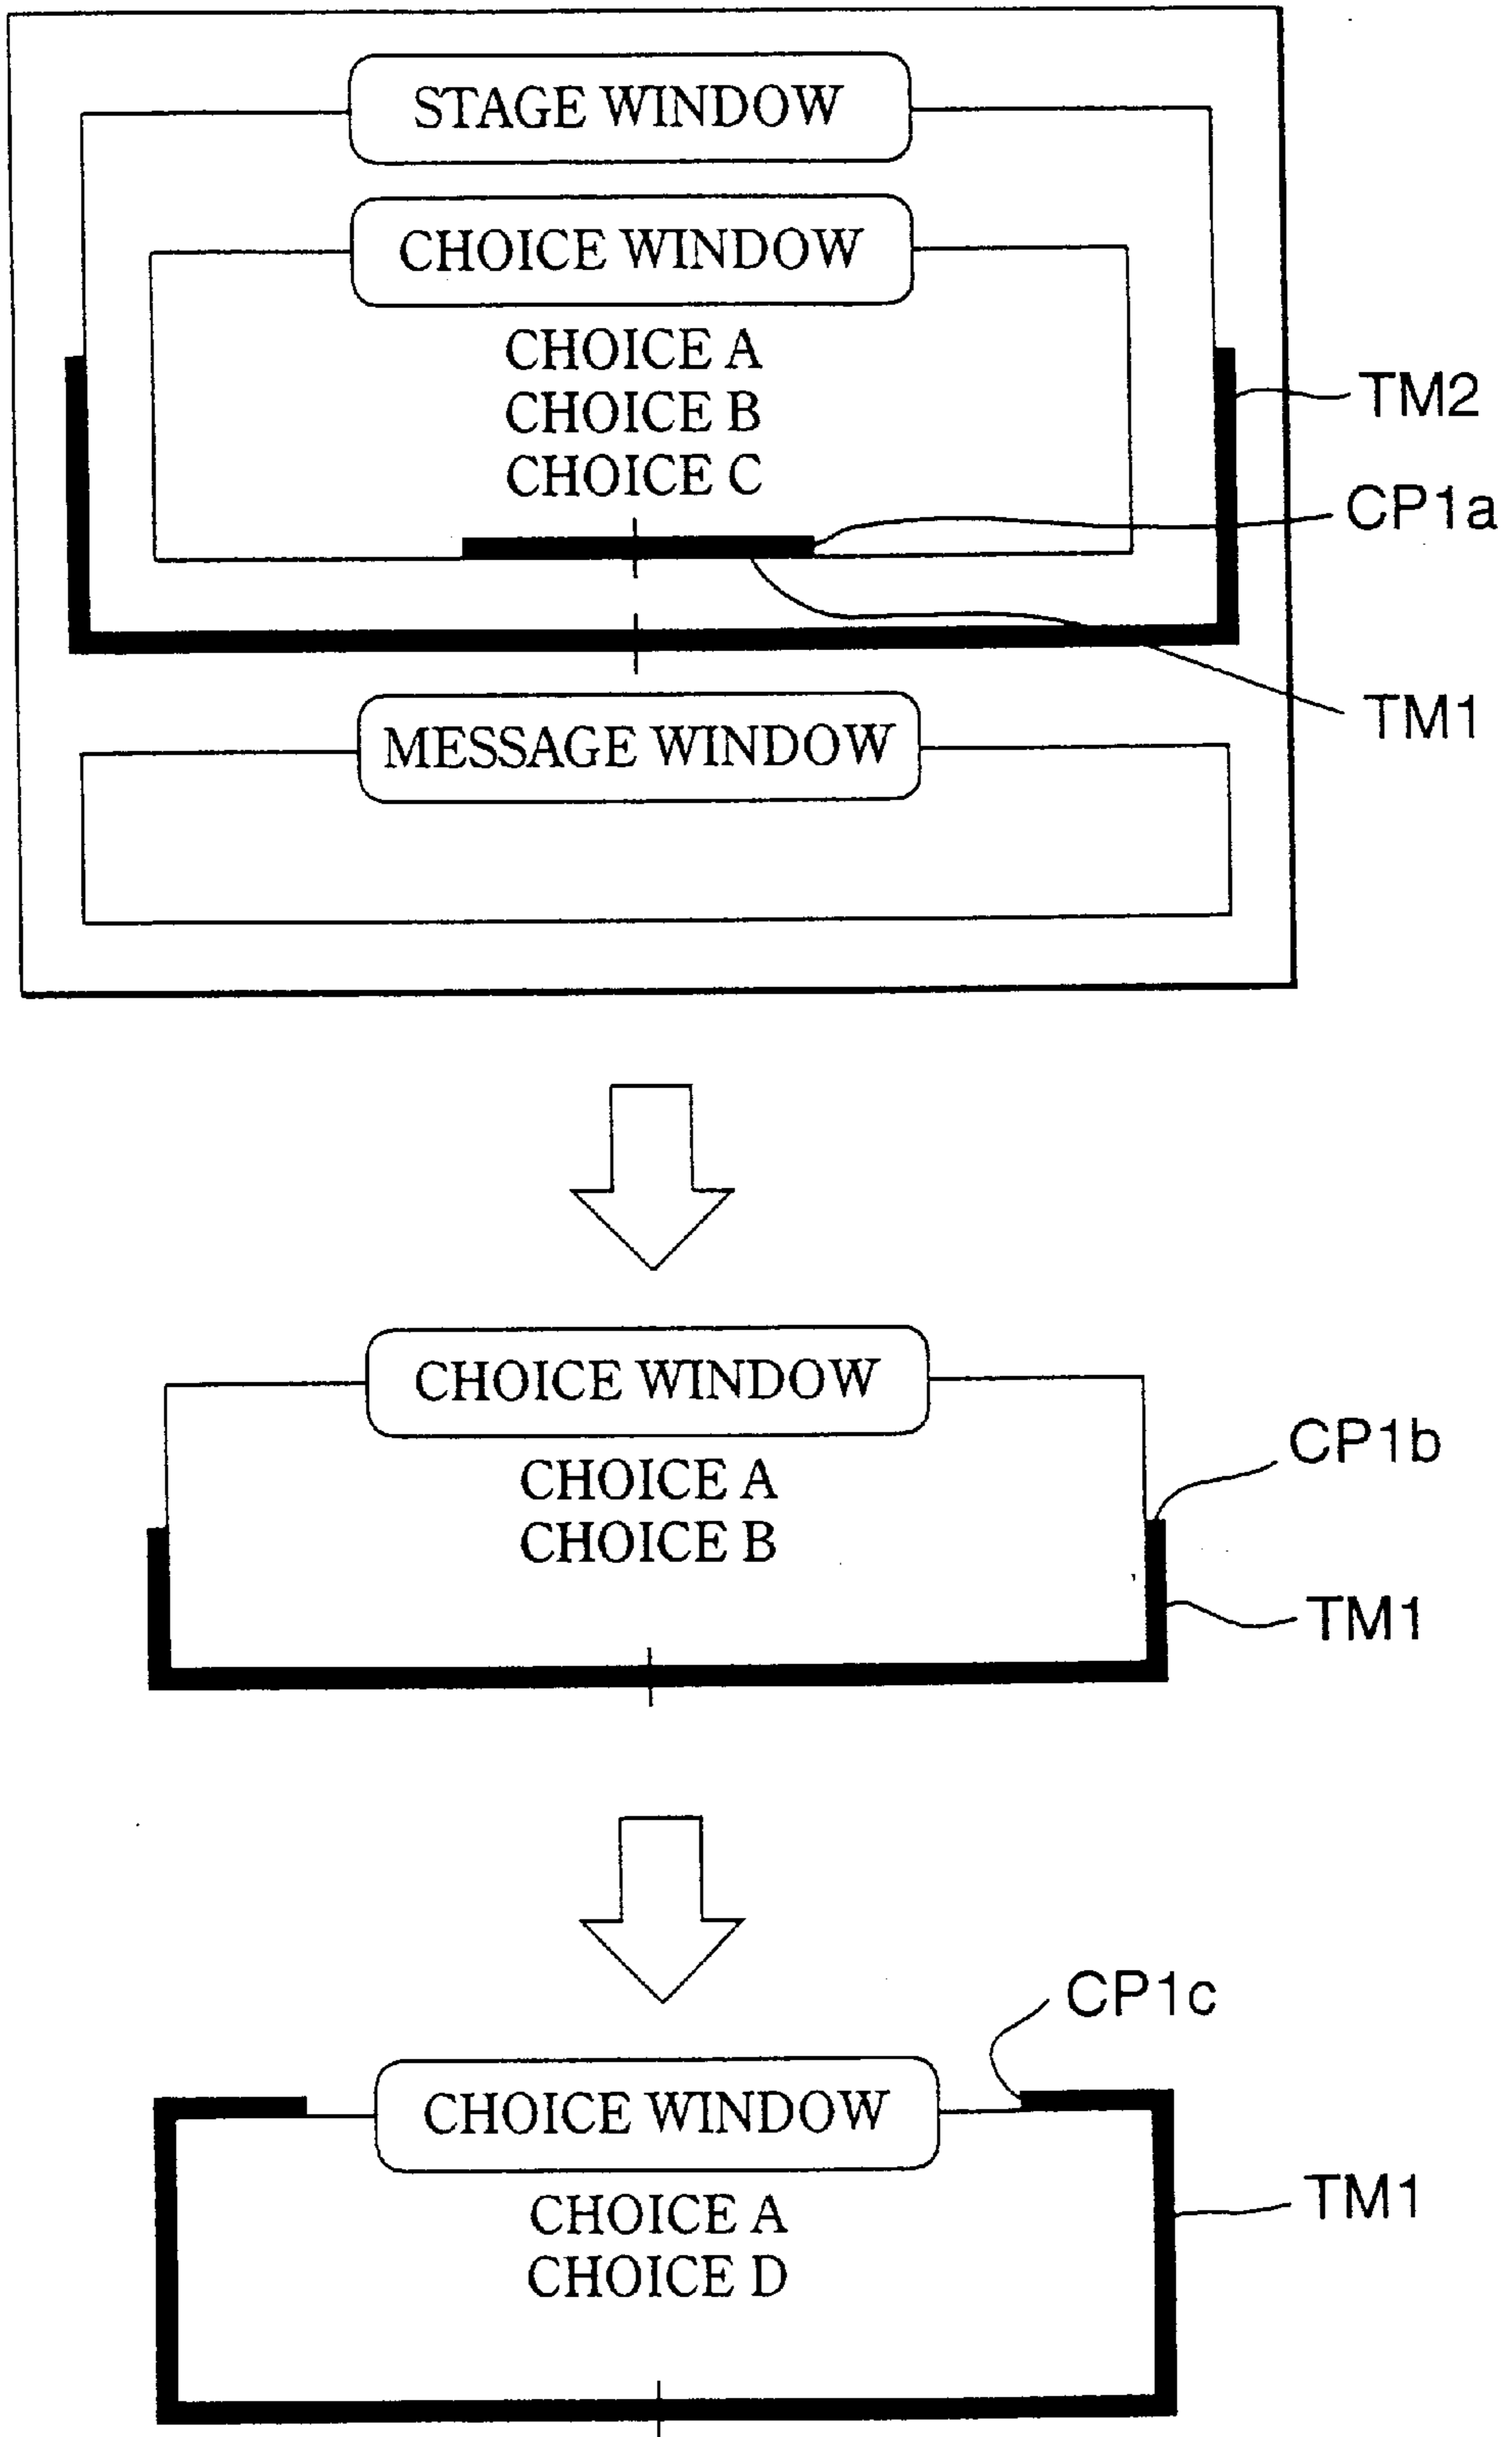 STAGE WINDOW
CHOICE WINDOW
CHOICE A
CHOICE B
CHOICE C
TM2
CP1a
TM1
MESSAGE WINDOW
CHOICE WINDOW
CHOICE A
CHOICE B
CP1b
TM1
CP1c
CHOICE WINDOW
CHOICE A
CHOICE D
TM1